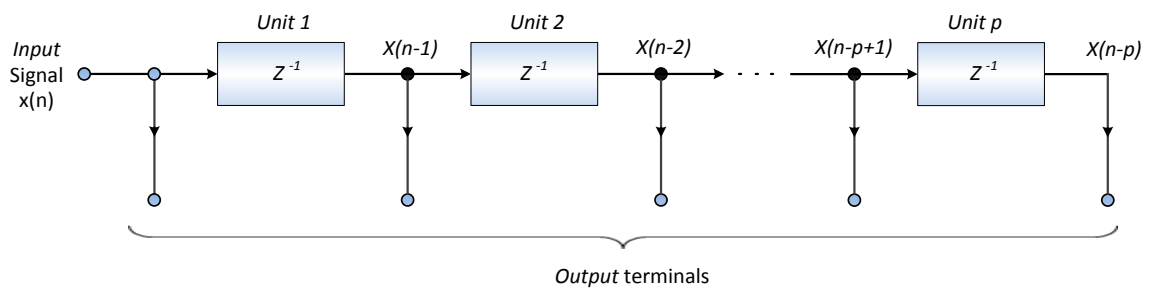 Unit 1
Unit 2
Unit p
Input
Signal
x(n)
Z -1
X(n-1)
Z -1
X(n-2)
. . .
X(n-p+1)
Z -1
X(n-p)
Output terminals